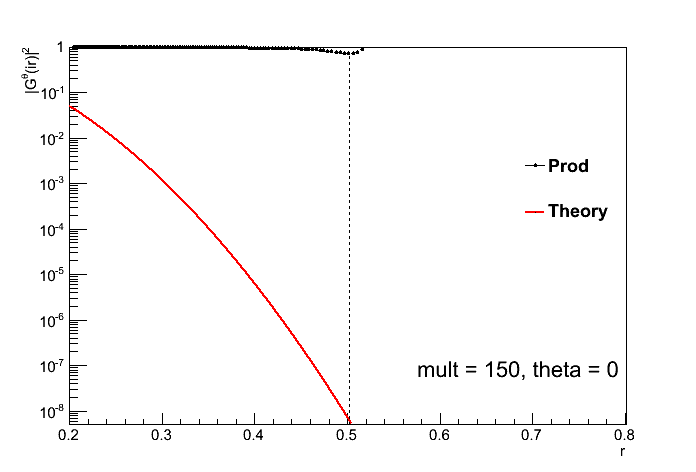 |G^θ(ir)|²
1
10⁻¹
10⁻²
10⁻³
10⁻⁴
10⁻⁵
10⁻⁶
10⁻⁷
10⁻⁸
Prod
Theory
mult = 150, theta = 0
0.2 0.3 0.4 0.5 0.6 0.7 0.8
r